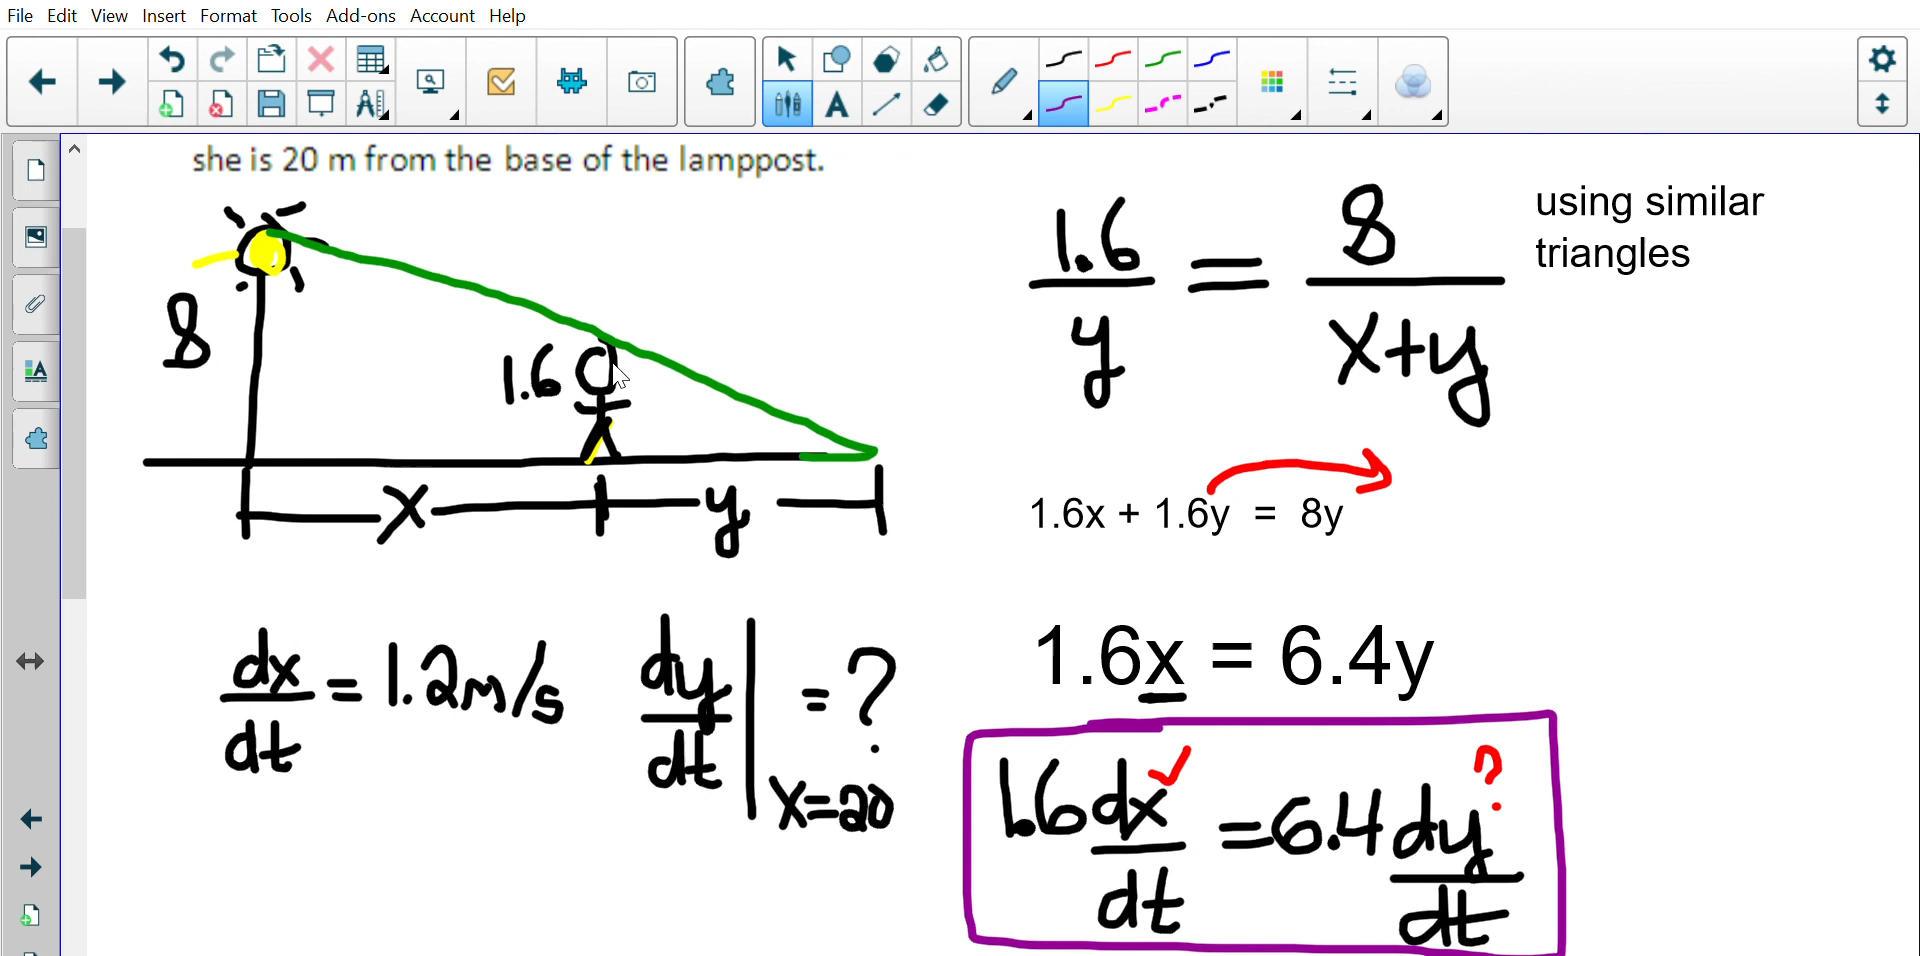 File Edit View Insert Format Tools Add-ons Account Help
she is 20 m from the base of the lamppost.
8
1.6
x y
dx/dt = 1.2m/s
dy/dt | x=20 = ?
1.6/y = 8/x+y
using similar
triangles
1.6x + 1.6y = 8y
1.6x = 6.4y
1.6 dx/dt = 6.4 dy/dt ?